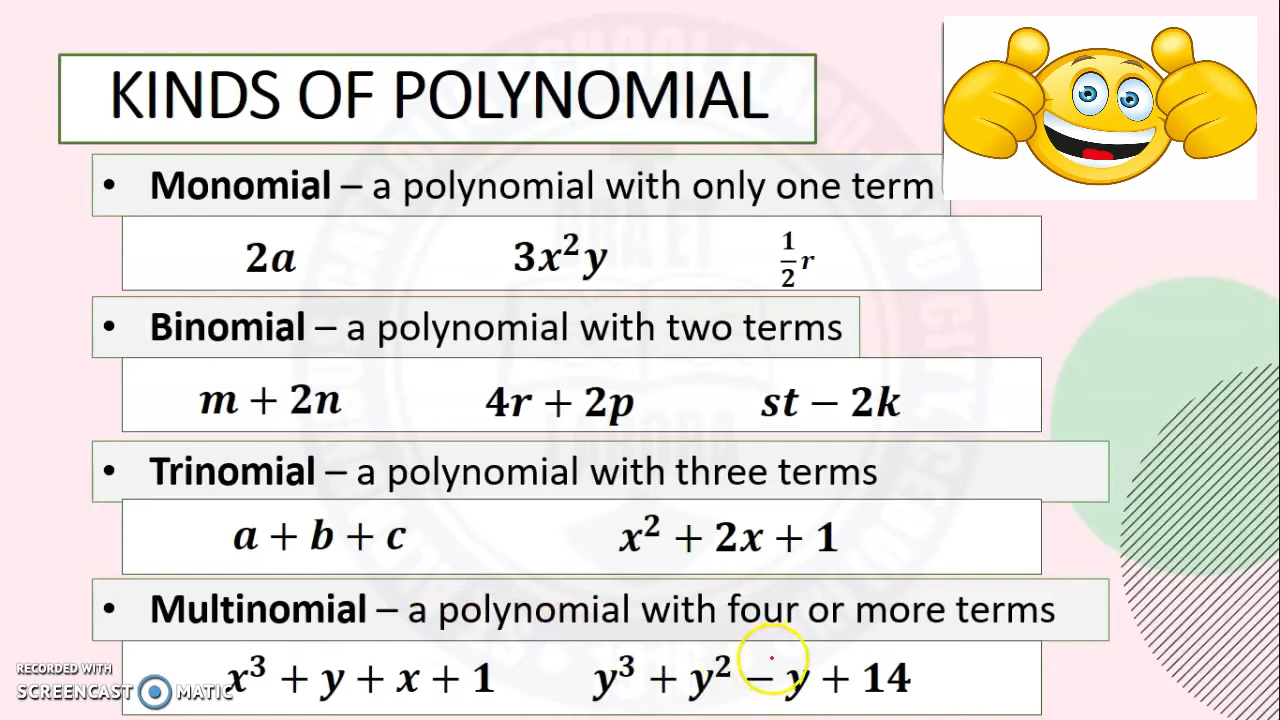 KINDS OF POLYNOMIAL
• Monomial – a polynomial with only one term
2a 3x²y 1/2 r
• Binomial – a polynomial with two terms
m + 2n 4r + 2p st − 2k
• Trinomial – a polynomial with three terms
a + b + c x² + 2x + 1
• Multinomial – a polynomial with four or more terms
x³ + y + x + 1 y³ + y² − y + 14
RECORDED WITH
SCREENCAST MATIC